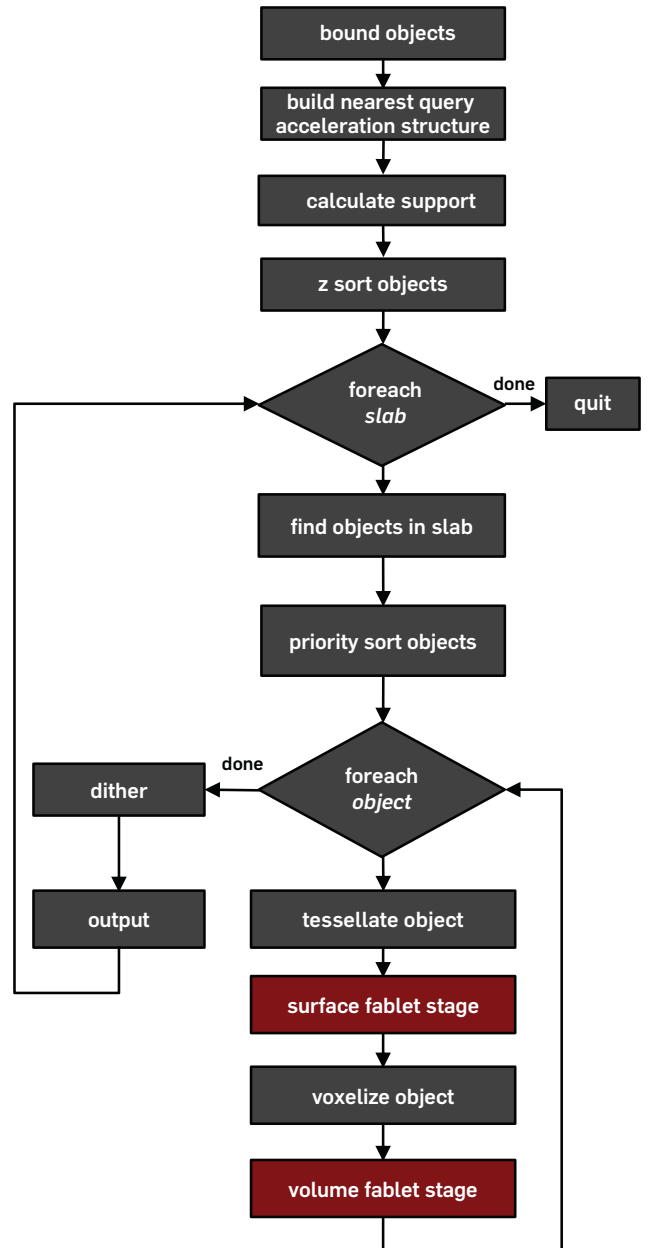 bound objects
build nearest query
acceleration structure
calculate support
z sort objects
foreach
slab
done
quit
find objects in slab
priority sort objects
foreach
object
done
dither
output
tessellate object
surface fablet stage
voxelize object
volume fablet stage